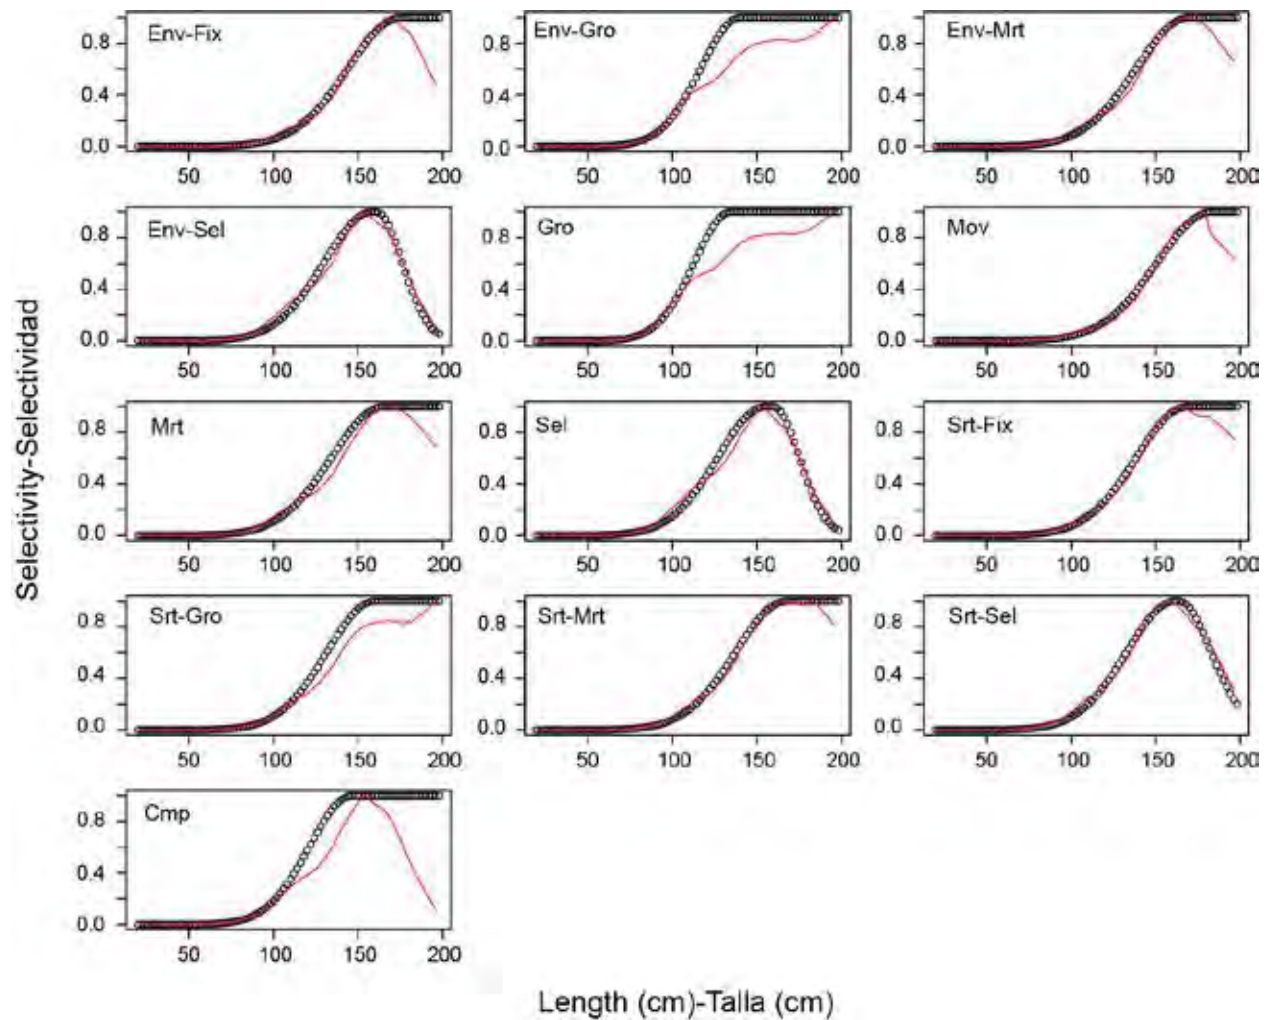 Env-Fix Env-Gro Env-Mrt
0.8 0.8 0.8
0.4 0.4 0.4
0.0 0.0 0.0
50 100 150 200 50 100 150 200 50 100 150 200
Env-Sel Gro Mov
0.8 0.8 0.8
0.4 0.4 0.4
0.0 0.0 0.0
50 100 150 200 50 100 150 200 50 100 150 200
Selectivity-Selectividad
Mrt Sel Srt-Fix
0.8 0.8 0.8
0.4 0.4 0.4
0.0 0.0 0.0
50 100 150 200 50 100 150 200 50 100 150 200
Srt-Gro Srt-Mrt Srt-Sel
0.8 0.8 0.8
0.4 0.4 0.4
0.0 0.0 0.0
50 100 150 200 50 100 150 200 50 100 150 200
Cmp
0.8
0.4
0.0
50 100 150 200
Length (cm)-Talla (cm)